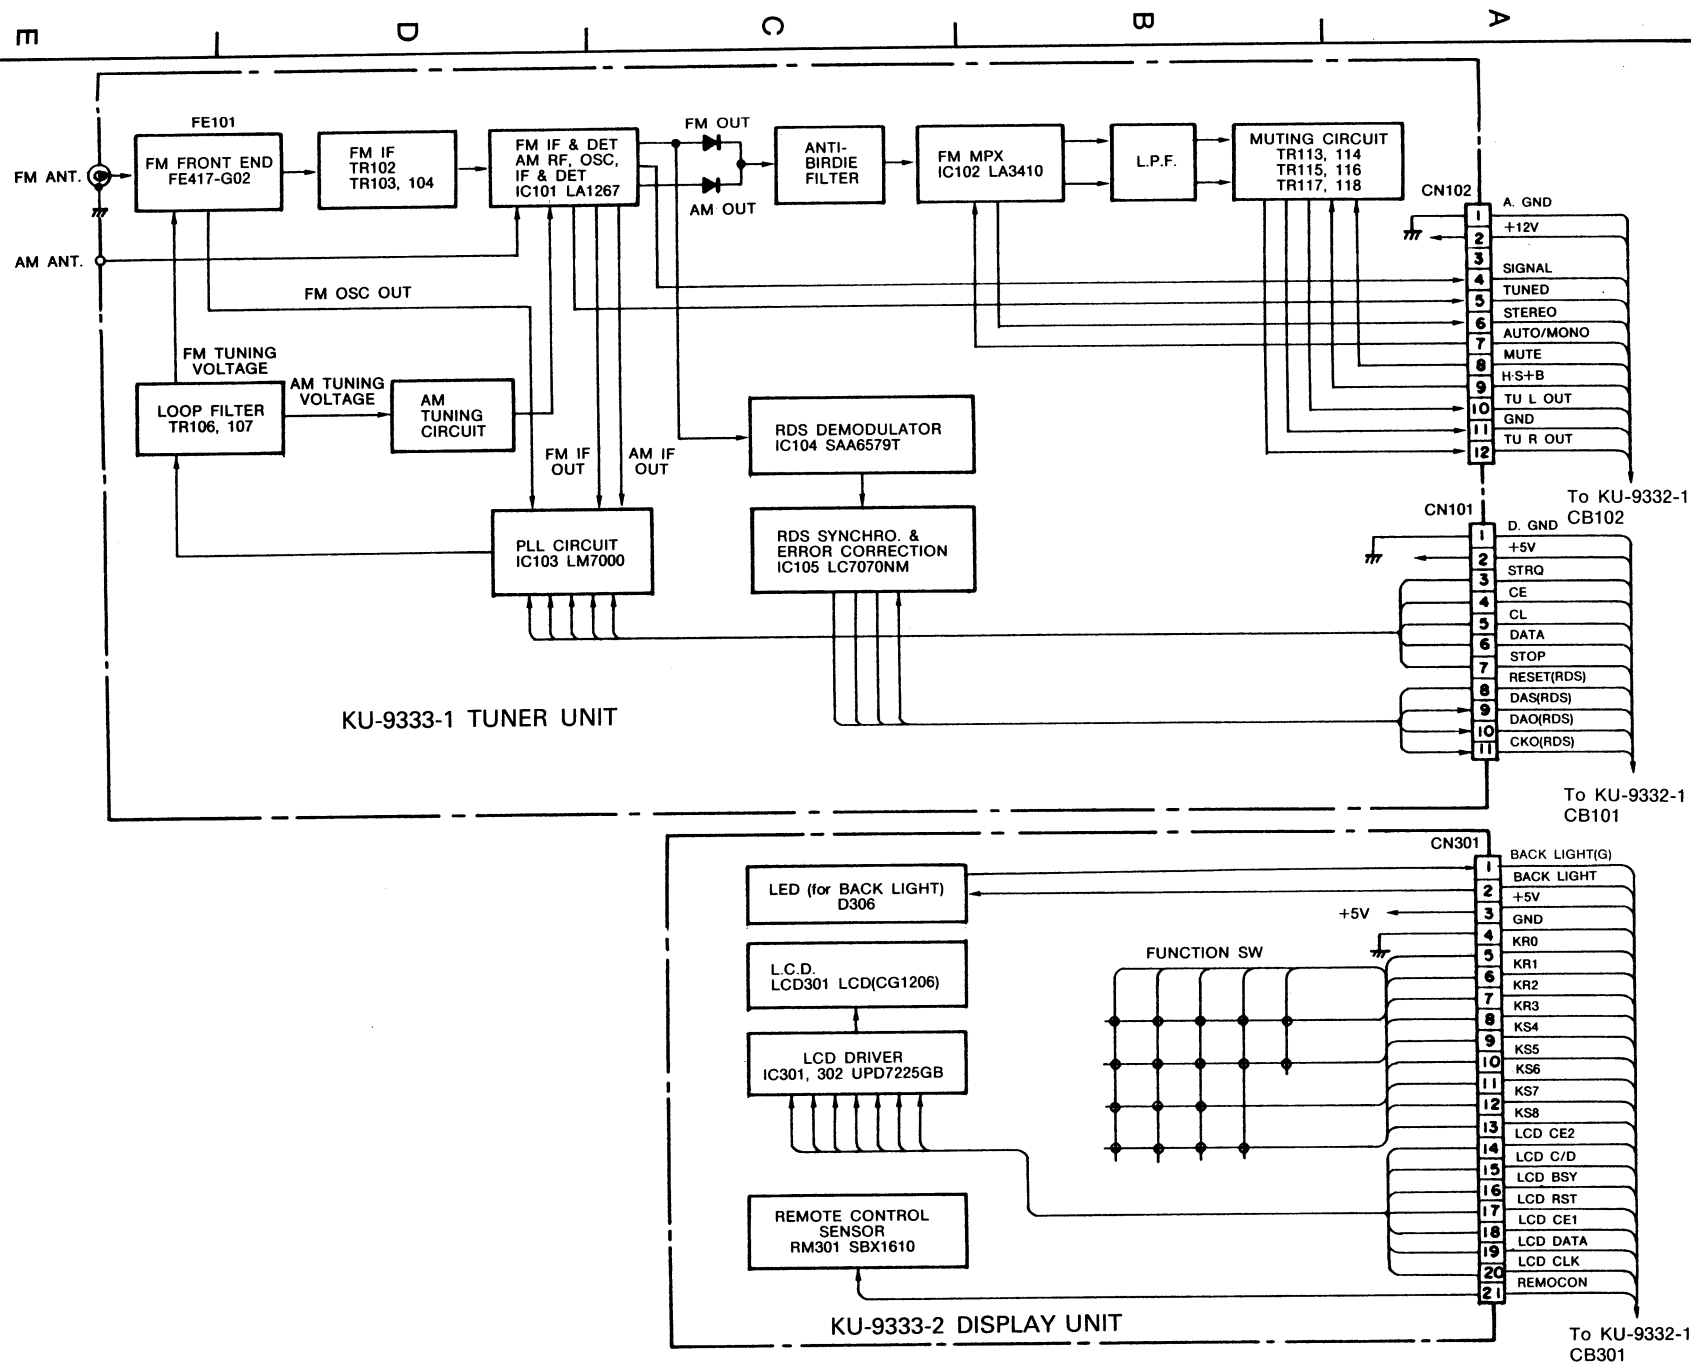 E
D
C
B
A
FE101
FM FRONT END
FE417-G02
FM IF
TR102
TR103, 104
FM IF & DET
AM RF, OSC,
IF & DET
IC101 LA1267
FM OUT
AM OUT
ANTI-
BIRDIE
FILTER
FM MPX
IC102 LA3410
L.P.F.
MUTING CIRCUIT
TR113, 114
TR115, 116
TR117, 118
FM ANT.
AM ANT.
FM OSC OUT
FM TUNING
VOLTAGE
AM TUNING
VOLTAGE
LOOP FILTER
TR106, 107
AM
TUNING
CIRCUIT
FM IF
OUT
AM IF
OUT
PLL CIRCUIT
IC103 LM7000
RDS DEMODULATOR
IC104 SAA6579T
RDS SYNCHRO. &
ERROR CORRECTION
IC105 LC7070NM
KU-9333-1 TUNER UNIT
CN102
1 A. GND
2 +12V
3
4 SIGNAL
5 TUNED
6 STEREO
7 AUTO/MONO
8 MUTE
9 H·S+B
10 TU L OUT
11 GND
12 TU R OUT
To KU-9332-1
CB102
CN101
1 D. GND
2 +5V
3 STRQ
4 CE
5 CL
6 DATA
7 STOP
8 RESET(RDS)
9 DAS(RDS)
10 DAO(RDS)
11 CKO(RDS)
To KU-9332-1
CB101
CN301
1 BACK LIGHT(G)
2 BACK LIGHT
3 +5V
4 GND
5 KR0
6 KR1
7 KR2
8 KR3
9 KS4
10 KS5
11 KS6
12 KS7
13 KS8
14 LCD CE2
15 LCD C/D
16 LCD BSY
17 LCD RST
18 LCD CE1
19 LCD DATA
20 LCD CLK
21 REMOCON
To KU-9332-1
CB301
LED (for BACK LIGHT)
D306
+5V
L.C.D.
LCD301 LCD(CG1206)
FUNCTION SW
LCD DRIVER
IC301, 302 UPD7225GB
REMOTE CONTROL
SENSOR
RM301 SBX1610
KU-9333-2 DISPLAY UNIT